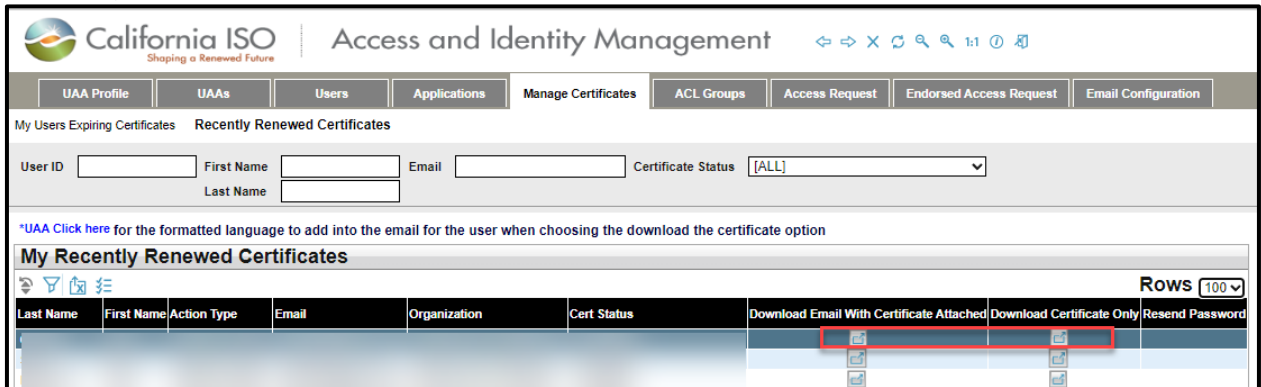 California ISO
Shaping a Renewed Future
Access and Identity Management
1:1
UAA Profile UAAs Users Applications Manage Certificates ACL Groups Access Request Endorsed Access Request Email Configuration
My Users Expiring Certificates Recently Renewed Certificates
User ID First Name Email Certificate Status [ALL]
Last Name
*UAA Click here for the formatted language to add into the email for the user when choosing the download the certificate option
My Recently Renewed Certificates
Rows 100
Last Name First Name Action Type Email Organization Cert Status Download Email With Certificate Attached Download Certificate Only Resend Password